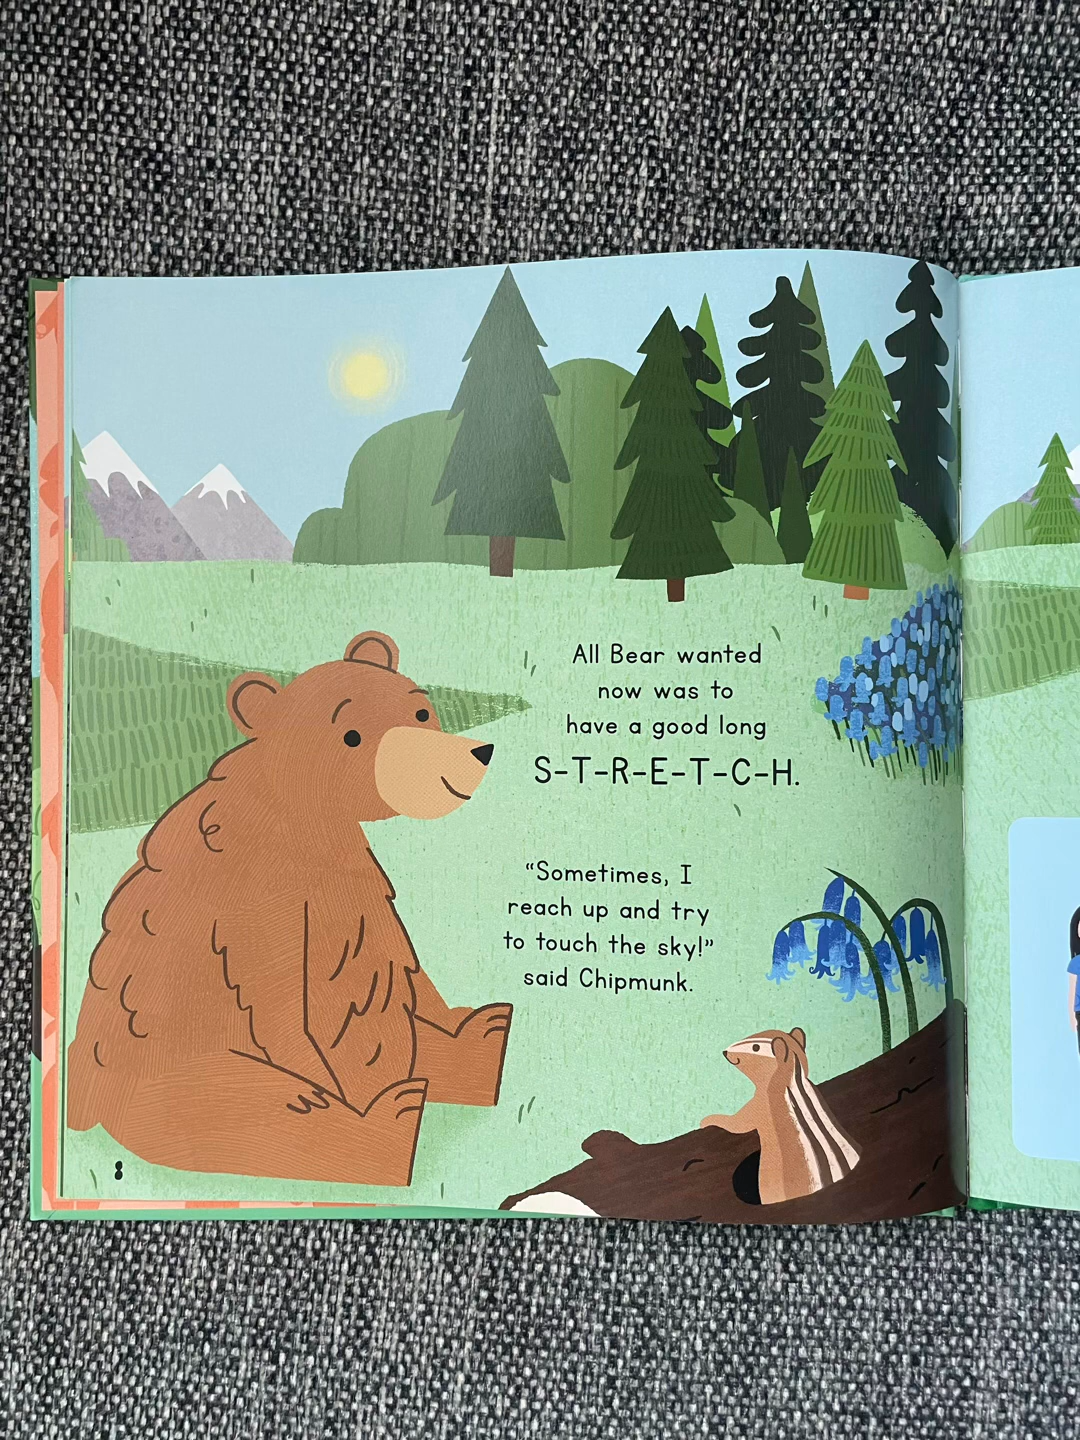 All Bear wanted
now was to
have a good long
S-T-R-E-T-C-H.
“Sometimes, I
reach up and try
to touch the sky!”
said Chipmunk.
8